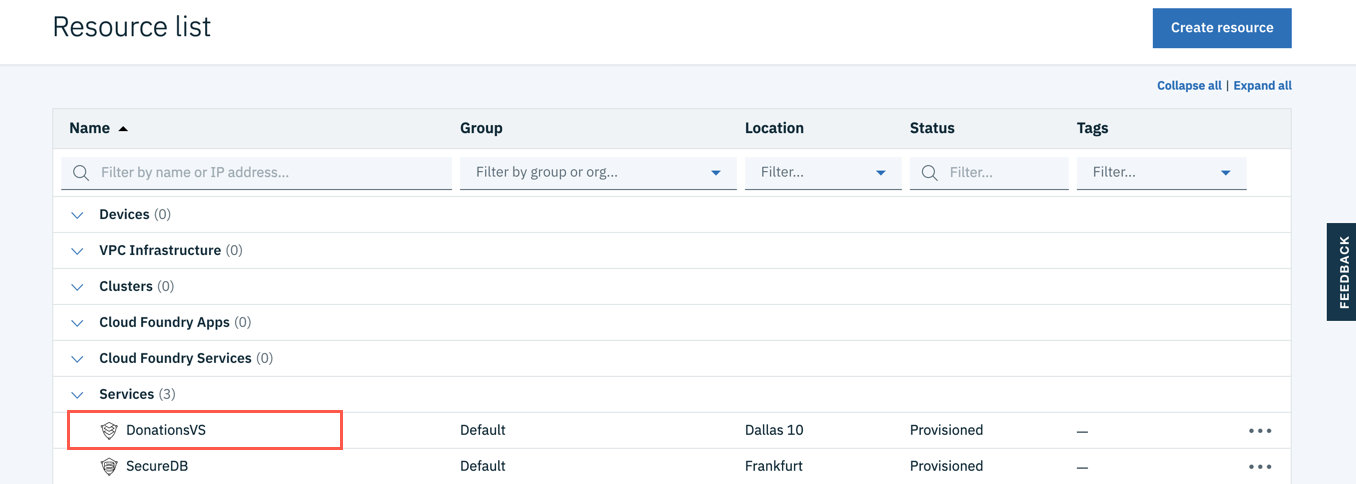 Resource list
Create resource
Collapse all | Expand all
Name Group Location Status Tags
Filter by name or IP address... Filter by group or org... Filter... Filter... Filter...
Devices (0)
VPC Infrastructure (0)
Clusters (0)
Cloud Foundry Apps (0)
Cloud Foundry Services (0)
Services (3)
DonationsVS Default Dallas 10 Provisioned —
SecureDB Default Frankfurt Provisioned —
FEEDBACK